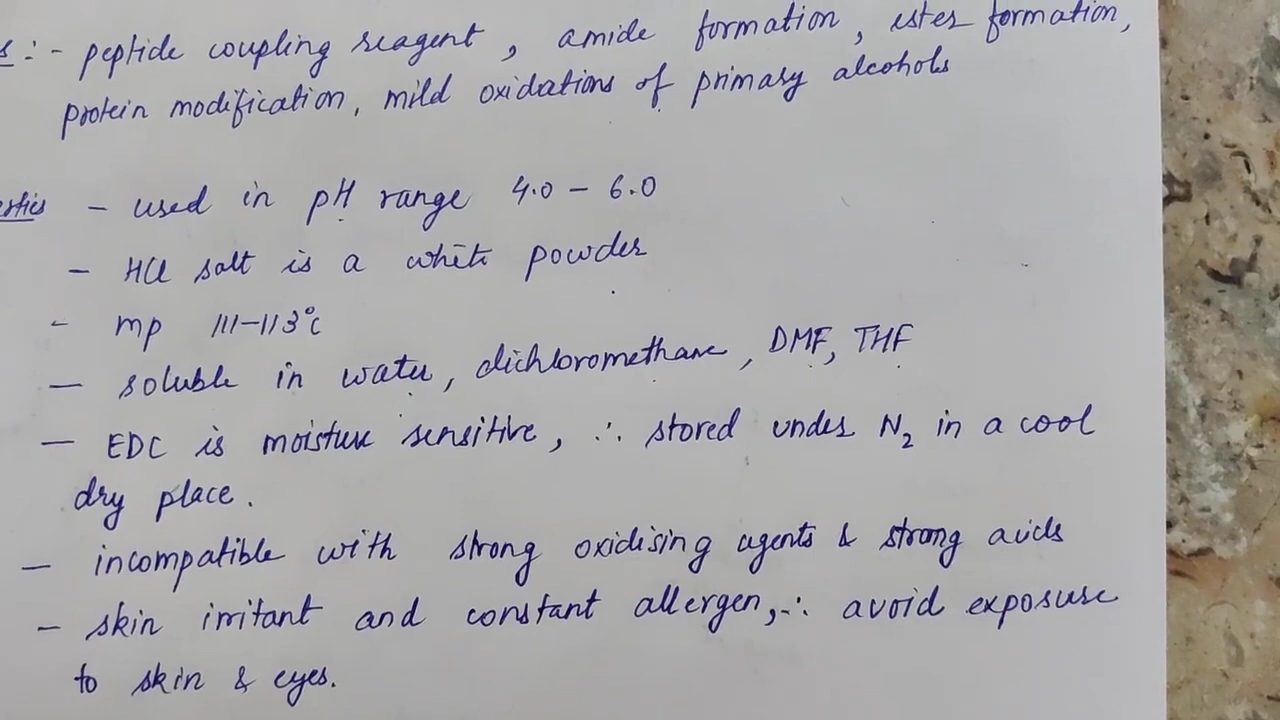 s :- peptide coupling reagent, amide formation, ester formation,
protein modification, mild oxidations of primary alcohols
- used in pH range 4.0 - 6.0
- HCl salt is a white powder
- mp 111-113°C
- soluble in water, dichloromethane, DMF, THF
- EDC is moisture sensitive, ∴ stored under N₂ in a cool
dry place.
- incompatible with strong oxidising agents & strong acids
- skin irritant and constant allergen, ∴ avoid exposure
to skin & eyes.